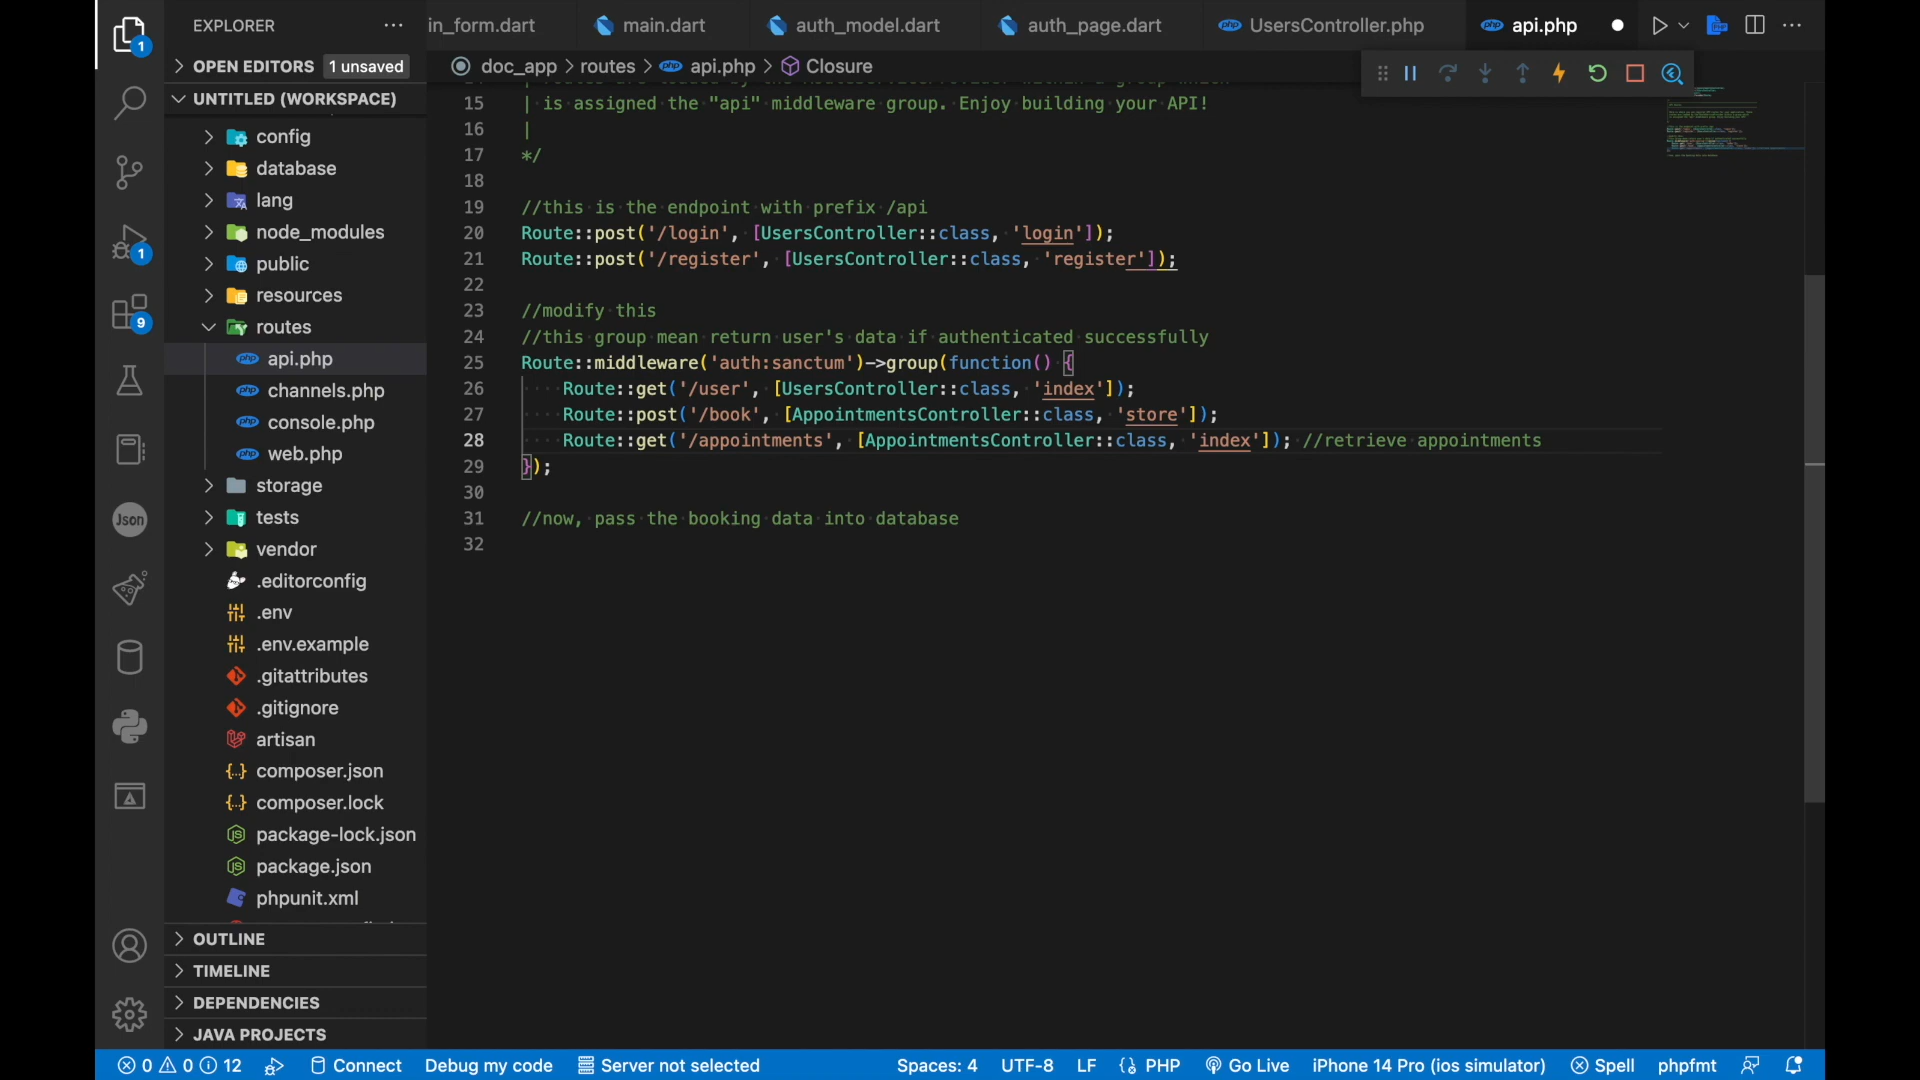 EXPLORER
in_form.dart
main.dart
auth_model.dart
auth_page.dart
UsersController.php
api.php
OPEN EDITORS 1 unsaved
doc_app > routes > api.php > Closure
UNTITLED (WORKSPACE)
config
database
lang
node_modules
public
resources
routes
api.php
channels.php
console.php
web.php
storage
tests
vendor
.editorconfig
.env
.env.example
.gitattributes
.gitignore
artisan
composer.json
composer.lock
package-lock.json
package.json
phpunit.xml
OUTLINE
TIMELINE
DEPENDENCIES
JAVA PROJECTS
1
1
9
Json
15 | is assigned the "api" middleware group. Enjoy building your API!
16 |
17 */
18
19 //this is the endpoint with prefix /api
20 Route::post('/login', [UsersController::class, 'login']);
21 Route::post('/register', [UsersController::class, 'register']);
22
23 //modify this
24 //this group mean return user's data if authenticated successfully
25 Route::middleware('auth:sanctum')->group(function() {
26 Route::get('/user', [UsersController::class, 'index']);
27 Route::post('/book', [AppointmentsController::class, 'store']);
28 Route::get('/appointments', [AppointmentsController::class, 'index']); //retrieve appointments
29 });
30
31 //now, pass the booking data into database
32
0 0 12 Connect Debug my code Server not selected Spaces: 4 UTF-8 LF {} PHP Go Live iPhone 14 Pro (ios simulator) Spell phpfmt